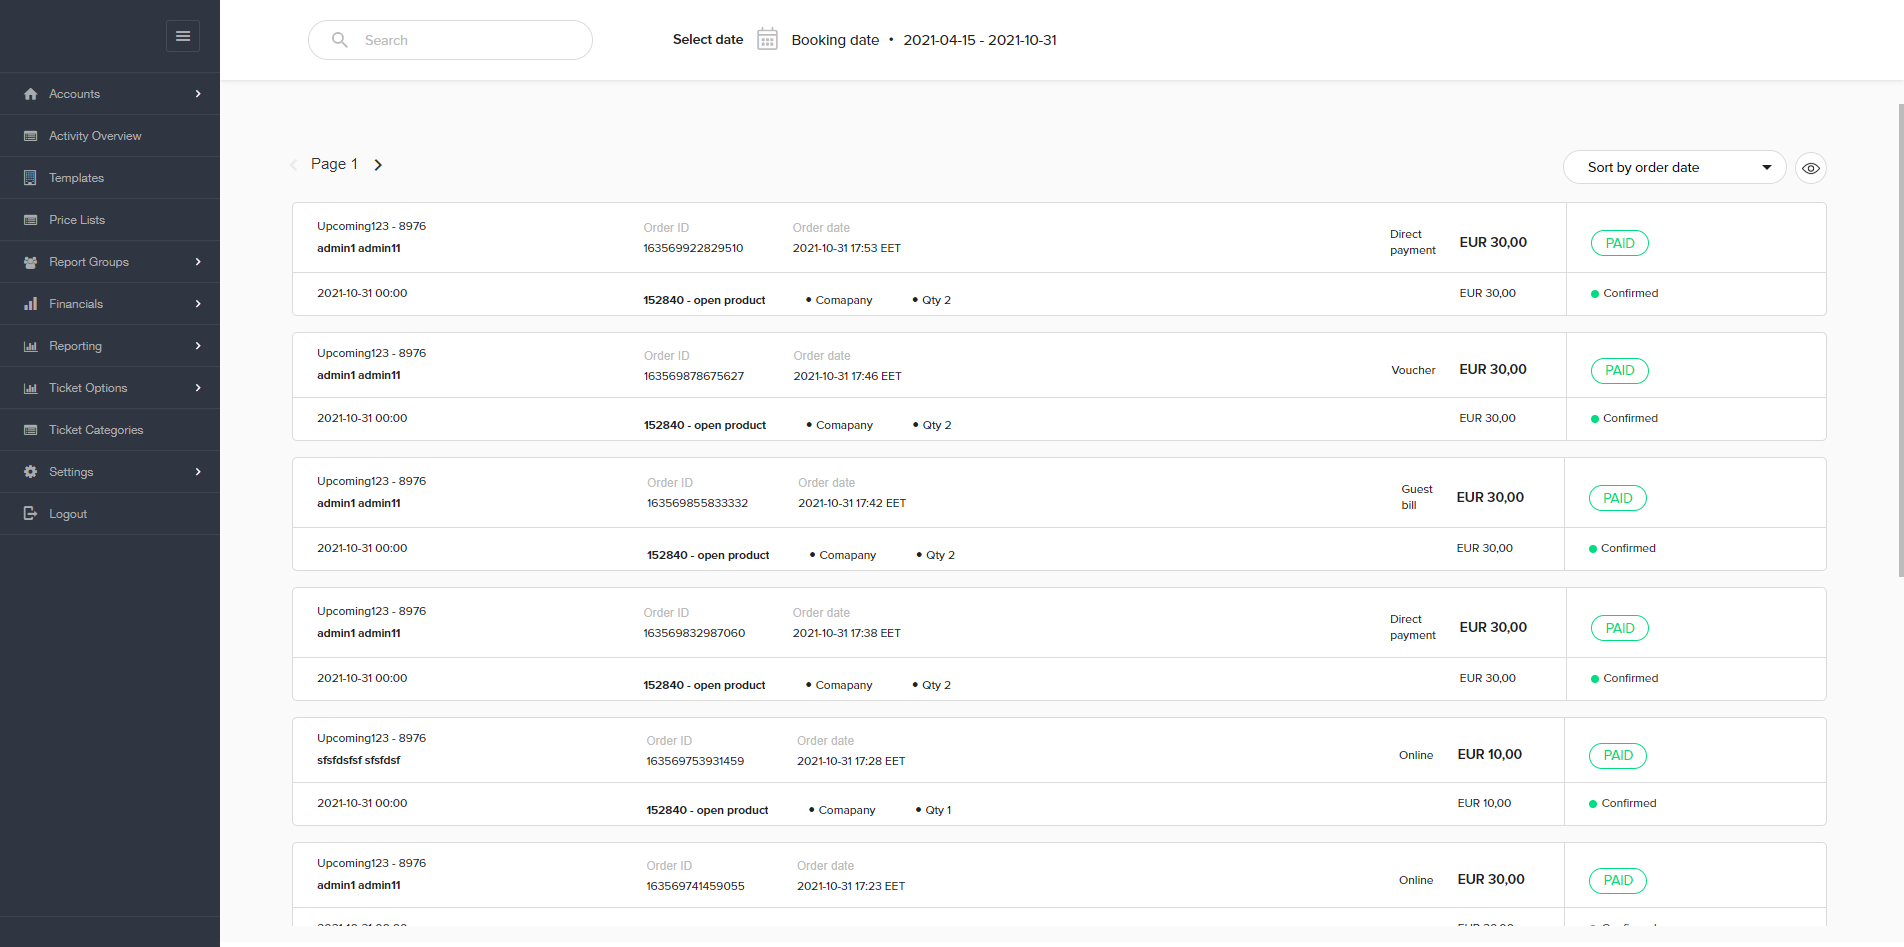 Search
Select date Booking date • 2021-04-15 - 2021-10-31
Accounts
Activity Overview
Templates
Price Lists
Report Groups
Financials
Reporting
Ticket Options
Ticket Categories
Settings
Logout
Page 1
Sort by order date
Upcoming123 - 8976 Order ID Order date
admin1 admin11 163569922829510 2021-10-31 17:53 EET Direct payment EUR 30,00 PAID
2021-10-31 00:00 152840 - open product • Comapany • Qty 2 EUR 30,00 Confirmed
Upcoming123 - 8976 Order ID Order date
admin1 admin11 163569878675627 2021-10-31 17:46 EET Voucher EUR 30,00 PAID
2021-10-31 00:00 152840 - open product • Comapany • Qty 2 EUR 30,00 Confirmed
Upcoming123 - 8976 Order ID Order date
admin1 admin11 163569855833332 2021-10-31 17:42 EET Guest bill EUR 30,00 PAID
2021-10-31 00:00 152840 - open product • Comapany • Qty 2 EUR 30,00 Confirmed
Upcoming123 - 8976 Order ID Order date
admin1 admin11 163569832987060 2021-10-31 17:38 EET Direct payment EUR 30,00 PAID
2021-10-31 00:00 152840 - open product • Comapany • Qty 2 EUR 30,00 Confirmed
Upcoming123 - 8976 Order ID Order date
sfsfdsfsf sfsfdsf 163569753931459 2021-10-31 17:28 EET Online EUR 10,00 PAID
2021-10-31 00:00 152840 - open product • Comapany • Qty 1 EUR 10,00 Confirmed
Upcoming123 - 8976 Order ID Order date
admin1 admin11 163569741459055 2021-10-31 17:23 EET Online EUR 30,00 PAID